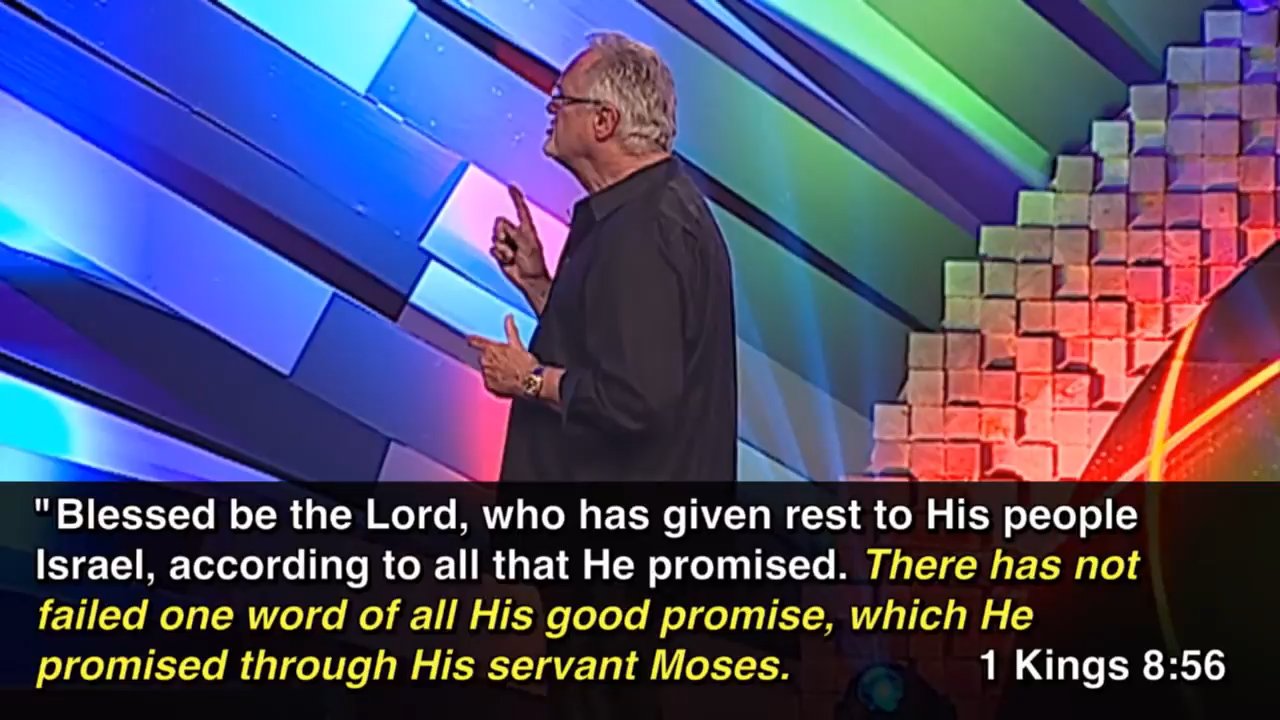 "Blessed be the Lord, who has given rest to His people
Israel, according to all that He promised. There has not
failed one word of all His good promise, which He
promised through His servant Moses.
1 Kings 8:56